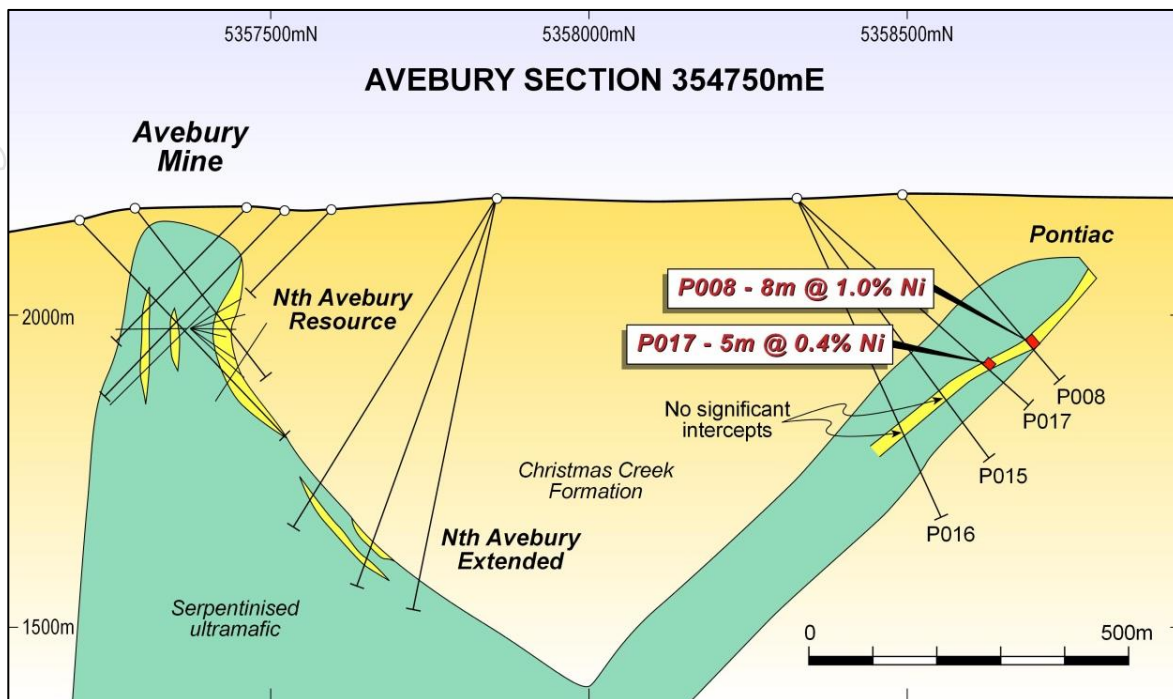 5357500mN
5358000mN
5358500mN
AVEBURY SECTION 354750mE
Avebury
Mine
Pontiac
P008 - 8m @ 1.0% Ni
Nth Avebury
Resource
2000m
P017 - 5m @ 0.4% Ni
P008
No significant
intercepts
P017
Christmas Creek
Formation
P015
Nth Avebury
Extended
P016
Serpentinised
ultramafic
1500m
0
500m